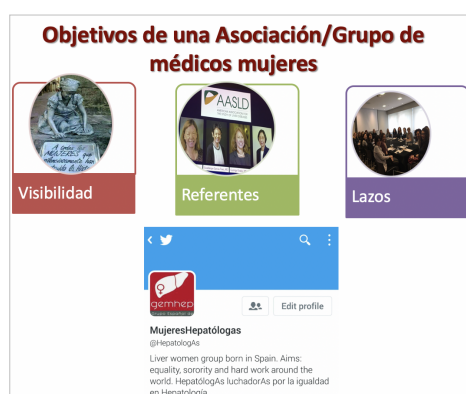 Objetivos de una Asociación/Grupo de
médicos mujeres
AASLD
MUJERES que
Visibilidad
Referentes
Lazos
gemhep
Edit profile
MujeresHepatólogas
@HepatologAs
Liver women group born in Spain. Aims:
equality, sorority and hard work around the
world. HepatólogAs luchadorAs por la igualdad
en Hepatología